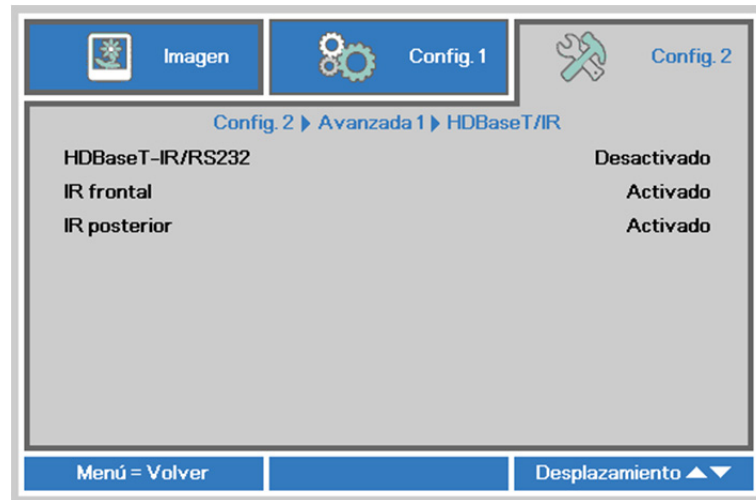 Imagen
Config. 1
Config. 2
Config. 2 ▶ Avanzada 1 ▶ HDBaseT/IR
HDBaseT-IR/RS232 Desactivado
IR frontal Activado
IR posterior Activado
Menú = Volver
Desplazamiento ▲▼